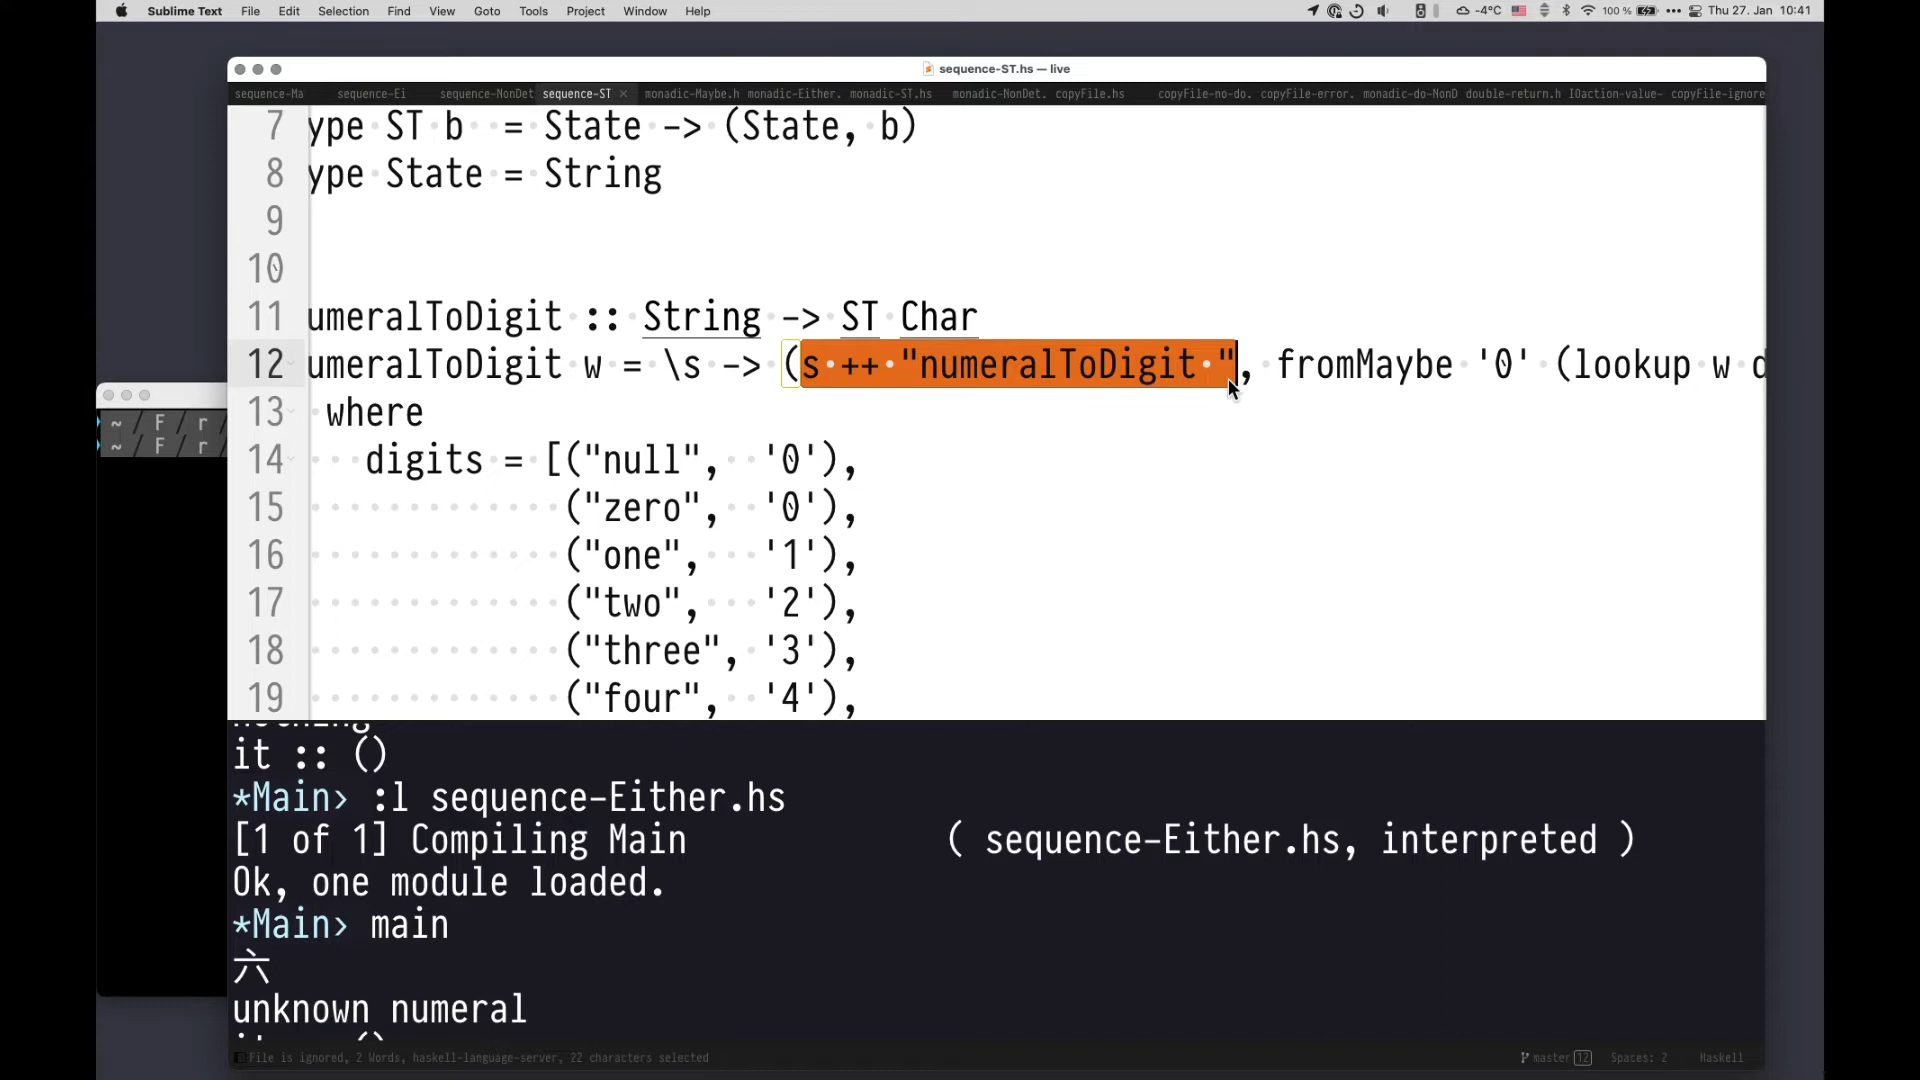 Sublime Text File Edit Selection Find View Goto Tools Project Window Help -4°C 100 % Thu 27. Jan 10:41
sequence-ST.hs — live
sequence-Ma sequence-Ei sequence-NonDet sequence-ST × monadic-Maybe.h monadic-Either. monadic-ST.hs monadic-NonDet. copyFile.hs copyFile-no-do. copyFile-error. monadic-do-NonD double-return.h IOaction-value- copyFile-ignore
7 ype ST b = State -> (State, b)
8 ype State = String
9
10
11 umeralToDigit :: String -> ST Char
12 umeralToDigit w = \s -> (s ++ "numeralToDigit ", fromMaybe '0' (lookup w d
13 where
14 digits = [("null", '0'),
15 ("zero", '0'),
16 ("one", '1'),
17 ("two", '2'),
18 ("three", '3'),
19 ("four", '4'),
~ / F r
~ / F r
it :: ()
*Main> :l sequence-Either.hs
[1 of 1] Compiling Main ( sequence-Either.hs, interpreted )
Ok, one module loaded.
*Main> main
六
unknown numeral
File is ignored, 2 Words, haskell-language-server, 22 characters selected master 12 Spaces: 2 Haskell